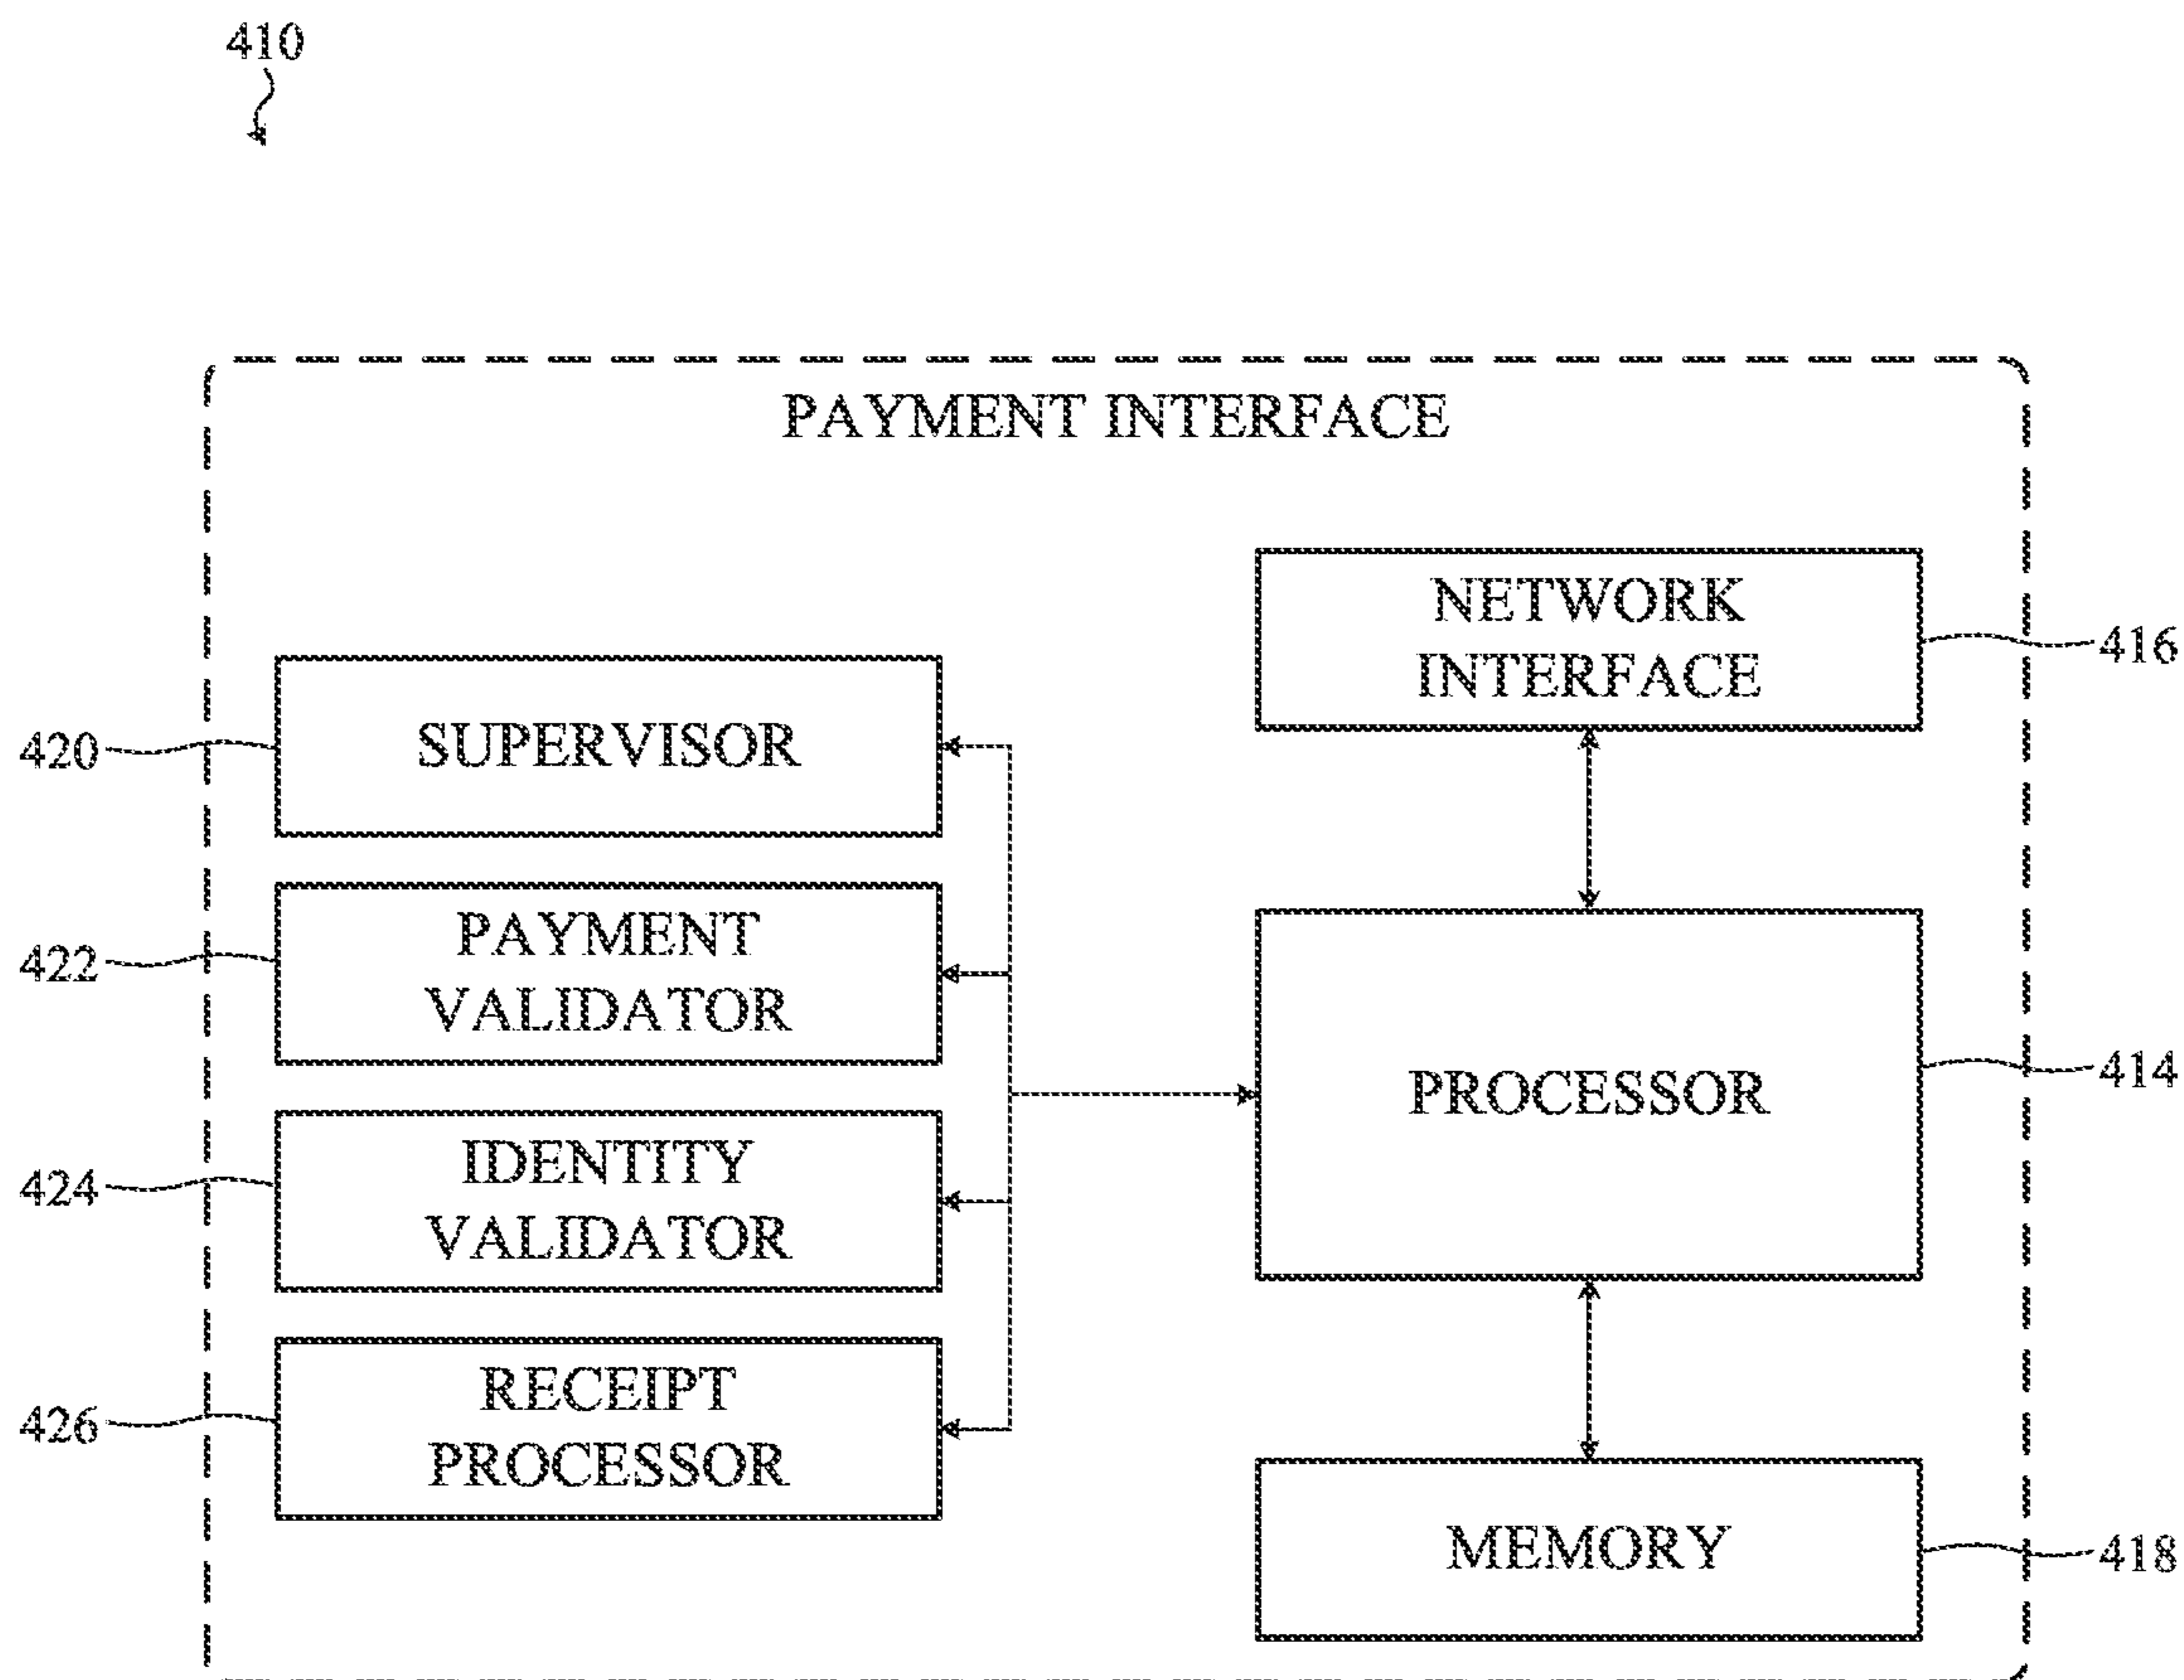 410
PAYMENT INTERFACE
NETWORK
INTERFACE
416
420
SUPERVISOR
422
PAYMENT
VALIDATOR
PROCESSOR
414
424
IDENTITY
VALIDATOR
426
RECEIPT
PROCESSOR
MEMORY
418